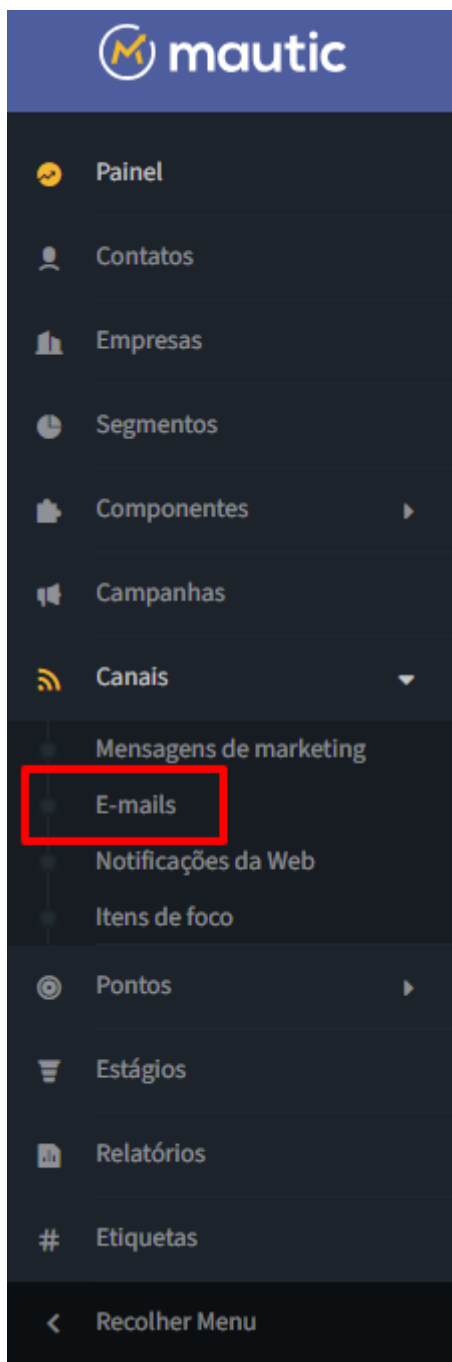 mautic
Painel
Contatos
Empresas
Segmentos
Componentes
Campanhas
Canais
Mensagens de marketing
E-mails
Notificações da Web
Itens de foco
Pontos
Estágios
Relatórios
# Etiquetas
Recolher Menu